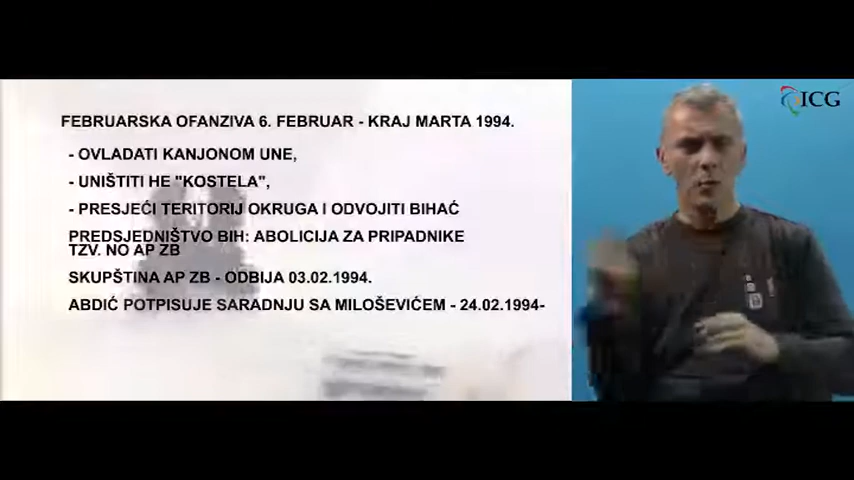 FEBRUARSKA OFANZIVA 6. FEBRUAR - KRAJ MARTA 1994.
- OVLADATI KANJONOM UNE,
- UNIŠTITI HE "KOSTELA",
- PRESJEĆI TERITORIJ OKRUGA I ODVOJITI BIHAĆ
PREDSJEDNIŠTVO BIH: ABOLICIJA ZA PRIPADNIKE
TZV. NO AP ZB
SKUPŠTINA AP ZB - ODBIJA 03.02.1994.
ABDIĆ POTPISUJE SARADNJU SA MILOŠEVIĆEM - 24.02.1994-
ICG